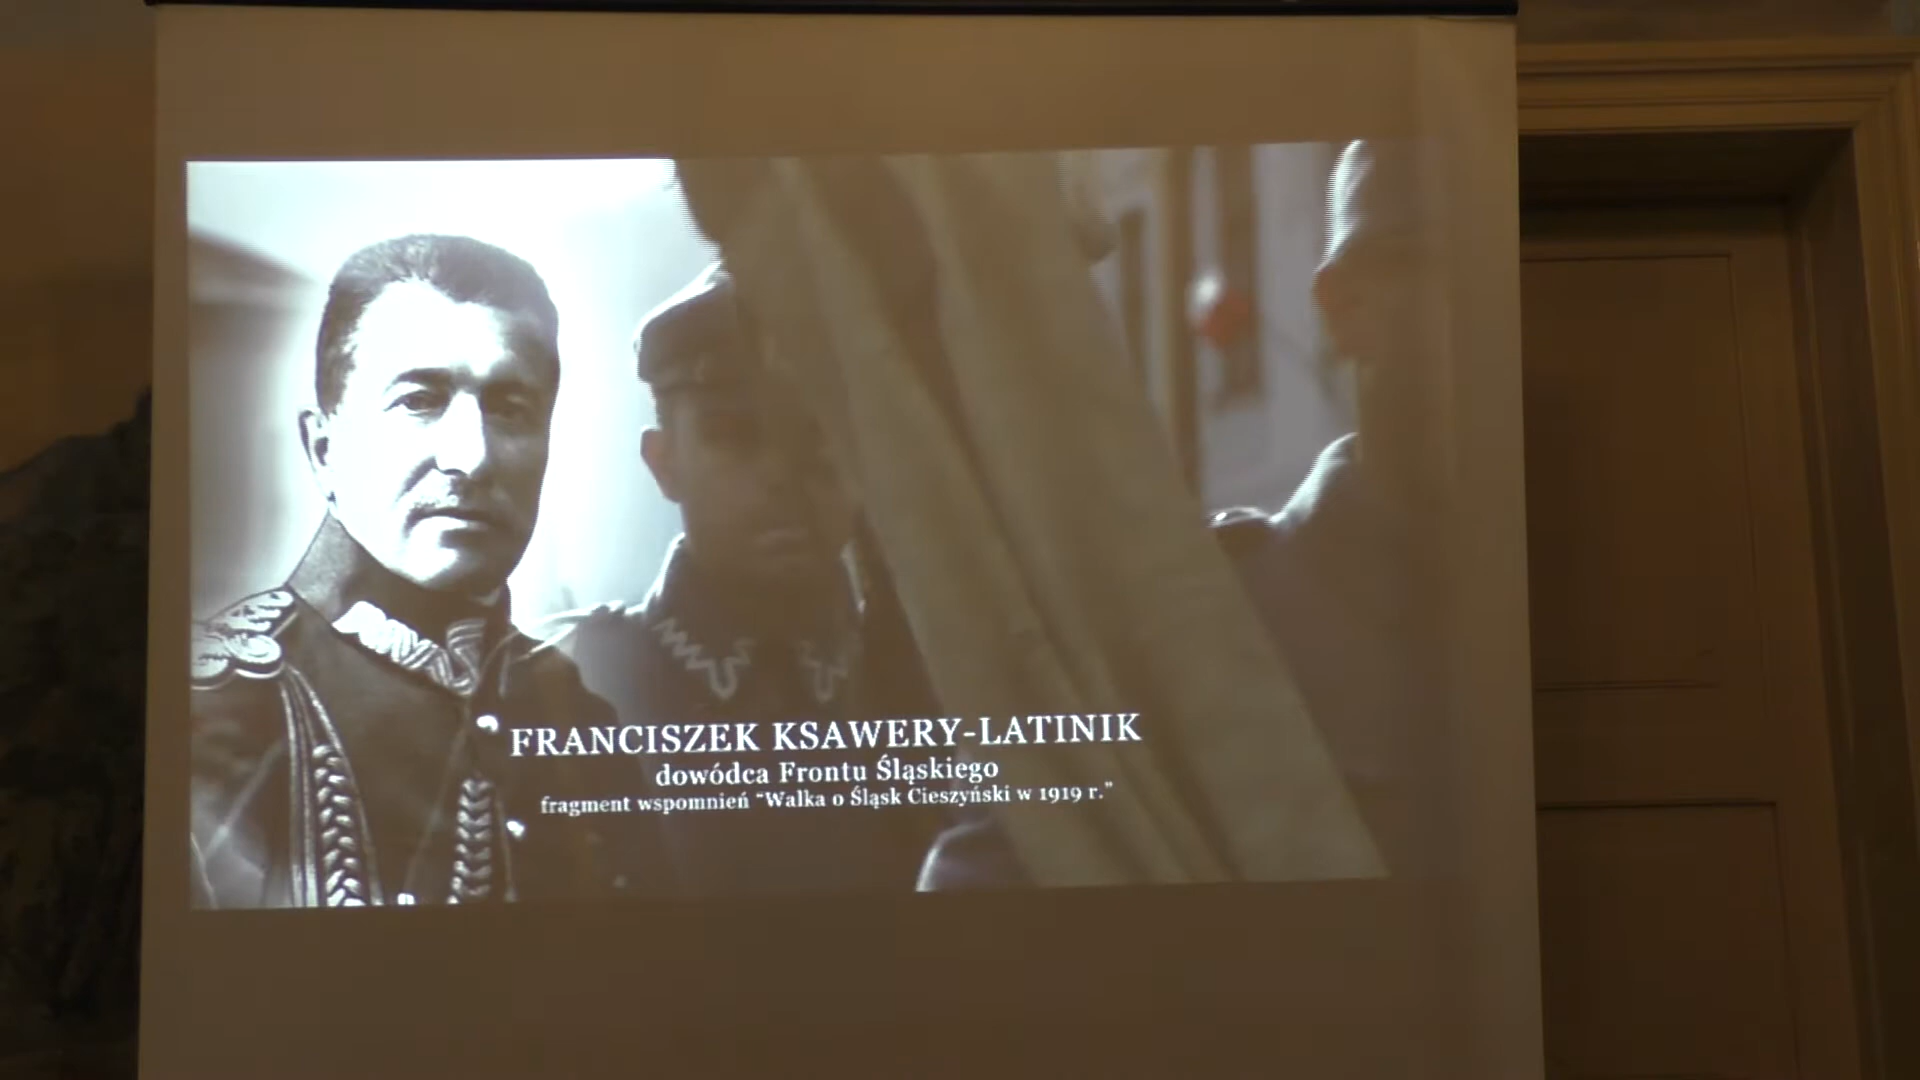 FRANCISZEK KSAWERY-LATINIK
dowódca Frontu Śląskiego
fragment wspomnień "Walka o Śląsk Cieszyński w 1919 r."